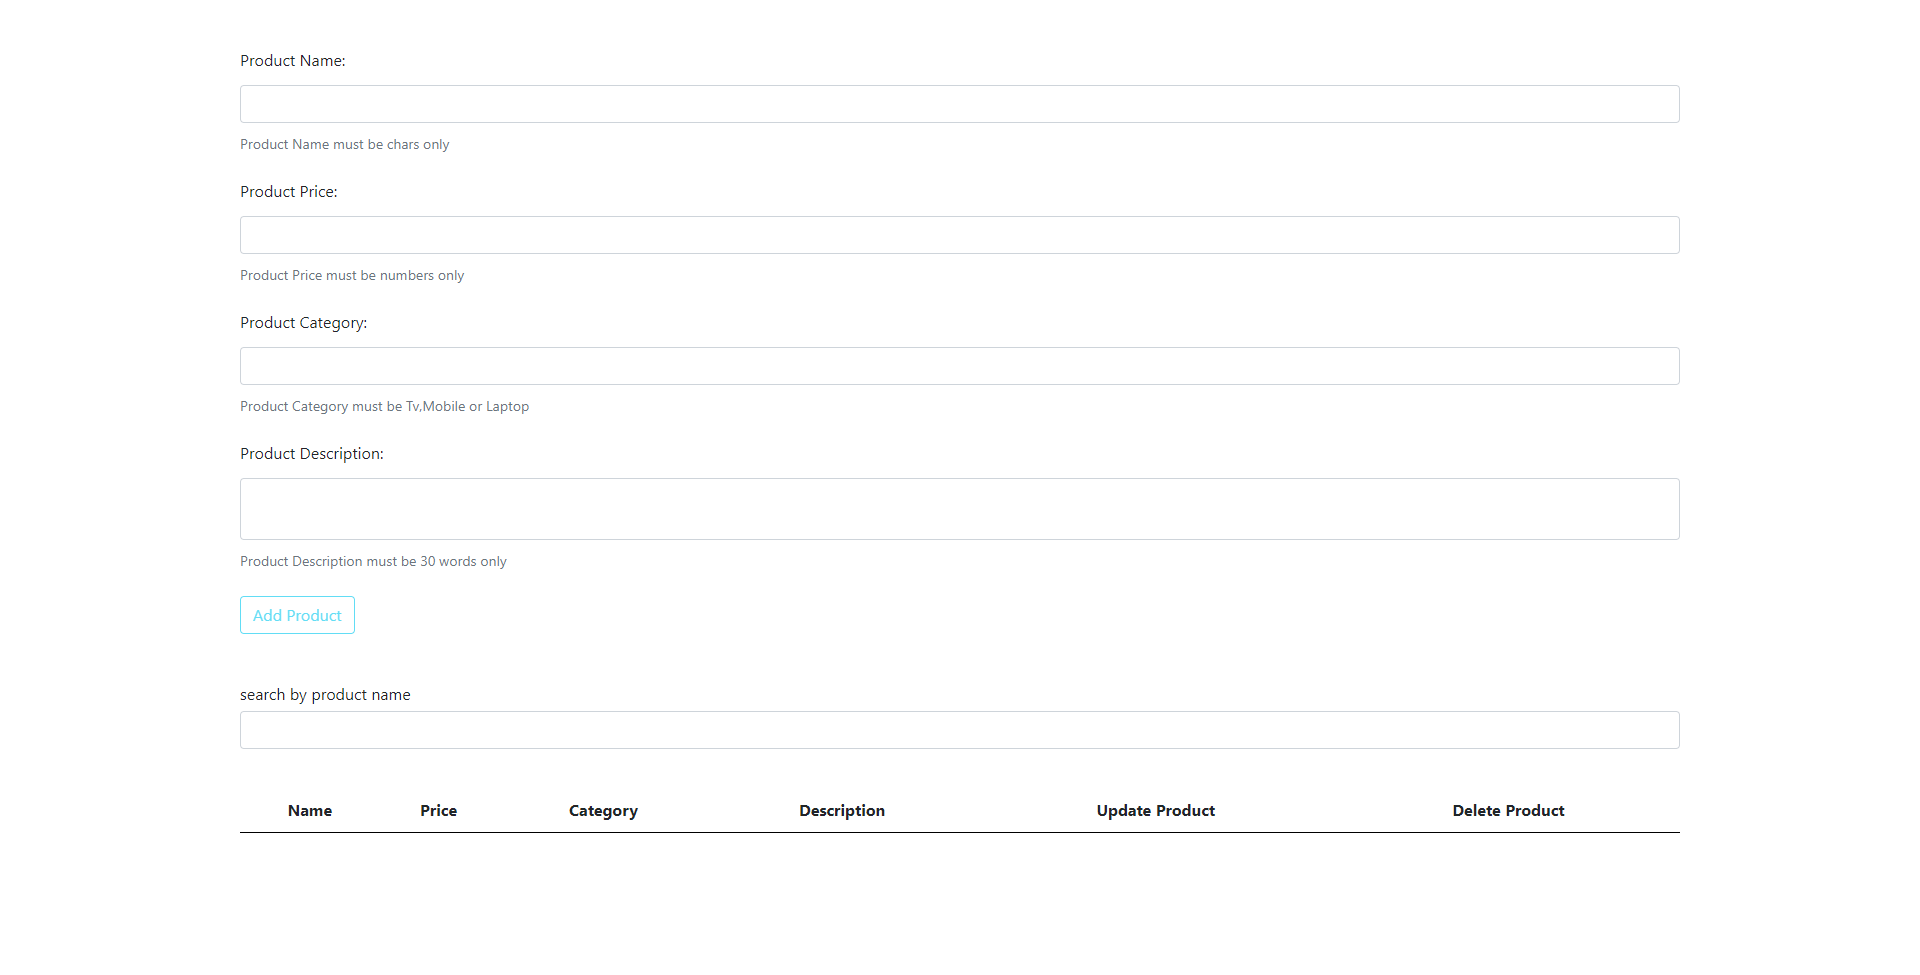 Product Name:
Product Name must be chars only
Product Price:
Product Price must be numbers only
Product Category:
Product Category must be Tv,Mobile or Laptop
Product Description:
Product Description must be 30 words only
Add Product
search by product name
Name Price Category Description Update Product Delete Product